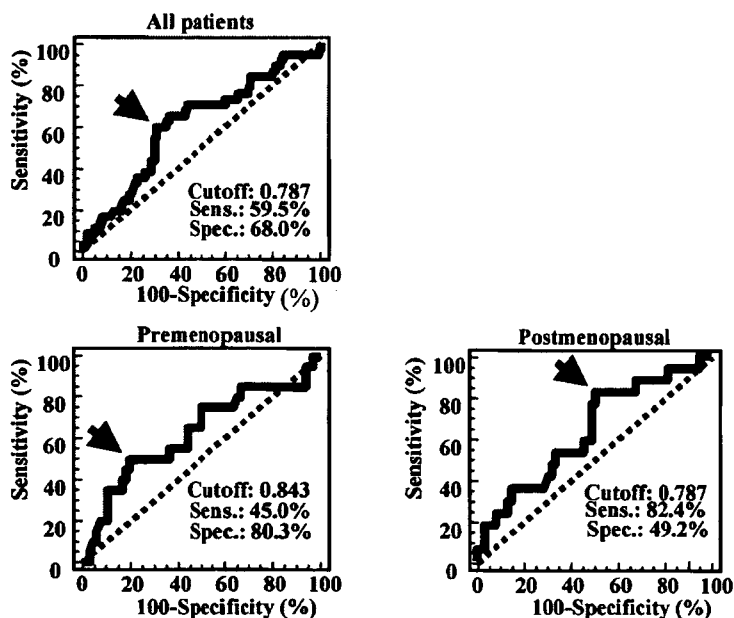 All patients
Sensitivity (%)
100
80
60
40
20
0
Cutoff: 0.787
Sens.: 59.5%
Spec.: 68.0%
0 20 40 60 80 100
100-Specificity (%)
Premenopausal
Sensitivity (%)
100
80
60
40
20
0
Cutoff: 0.843
Sens.: 45.0%
Spec.: 80.3%
0 20 40 60 80 100
100-Specificity (%)
Postmenopausal
Sensitivity (%)
100
80
60
40
20
0
Cutoff: 0.787
Sens.: 82.4%
Spec.: 49.2%
0 20 40 60 80 100
100-Specificity (%)